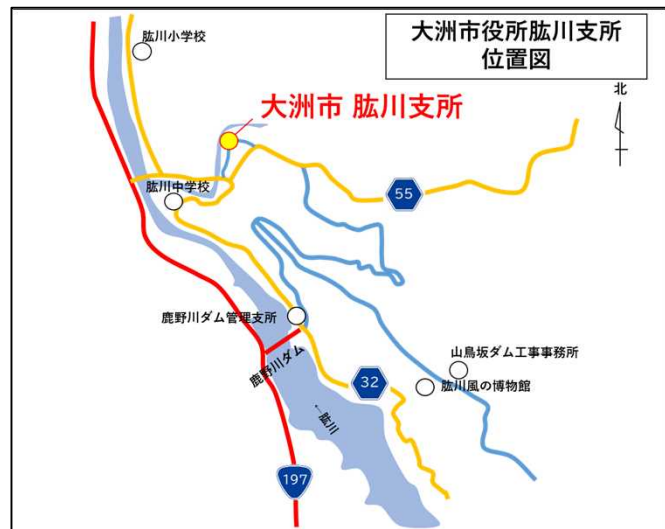 大洲市役所肱川支所
位置図
北
肱川小学校
大洲市 肱川支所
肱川中学校
55
鹿野川ダム管理支所
鹿野川ダム
山鳥坂ダム工事事務所
肱川風の博物館
32
←肱川
197